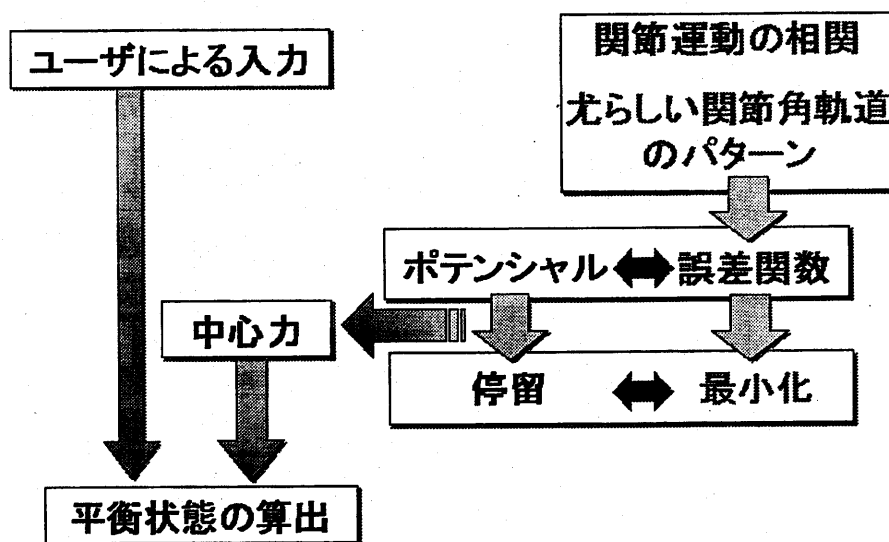 ユーザによる入力
関節運動の相関
尤らしい関節角軌道
のパターン
ポテンシャル
誤差関数
中心力
停留
最小化
平衡状態の算出